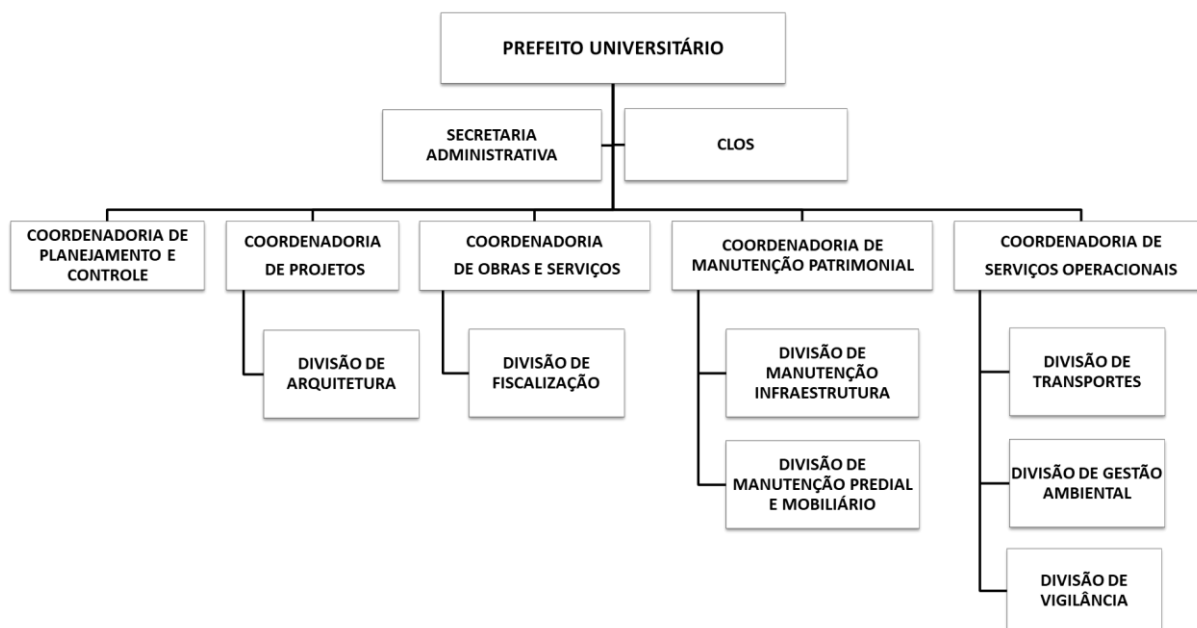 PREFEITO UNIVERSITÁRIO
SECRETARIA
ADMINISTRATIVA
CLOS
COORDENADORIA DE
PLANEJAMENTO E
CONTROLE
COORDENADORIA
DE PROJETOS
COORDENADORIA
DE OBRAS E SERVIÇOS
COORDENADORIA DE
MANUTENÇÃO PATRIMONIAL
COORDENADORIA DE
SERVIÇOS OPERACIONAIS
DIVISÃO DE
ARQUITETURA
DIVISÃO DE
FISCALIZAÇÃO
DIVISÃO DE
MANUTENÇÃO
INFRAESTRUTURA
DIVISÃO DE
TRANSPORTES
DIVISÃO DE
MANUTENÇÃO PREDIAL
E MOBILIÁRIO
DIVISÃO DE GESTÃO
AMBIENTAL
DIVISÃO DE
VIGILÂNCIA